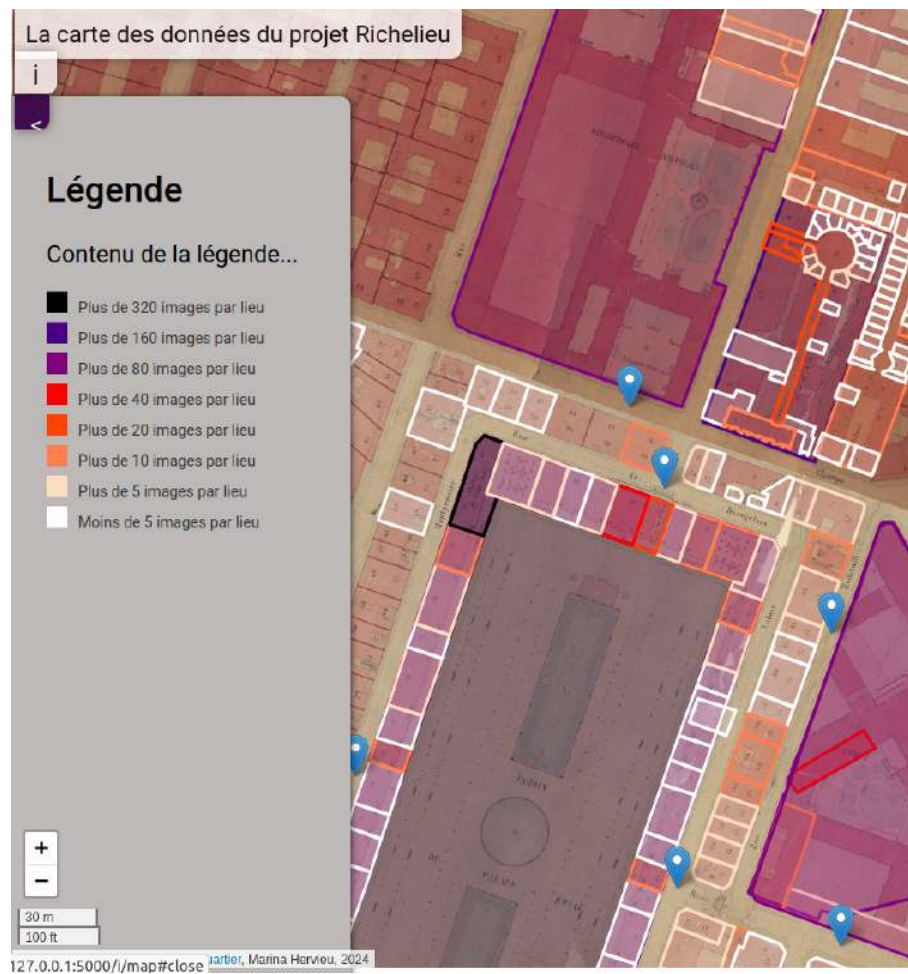 La carte des données du projet Richelieu
i
<
Légende
Contenu de la légende...
Plus de 320 images par lieu
Plus de 160 images par lieu
Plus de 80 images par lieu
Plus de 40 images par lieu
Plus de 20 images par lieu
Plus de 10 images par lieu
Plus de 5 images par lieu
Moins de 5 images par lieu
+
−
30 m
100 ft
127.0.0.1:5000/i/map#close
uartier, Marina Hervieu, 2024